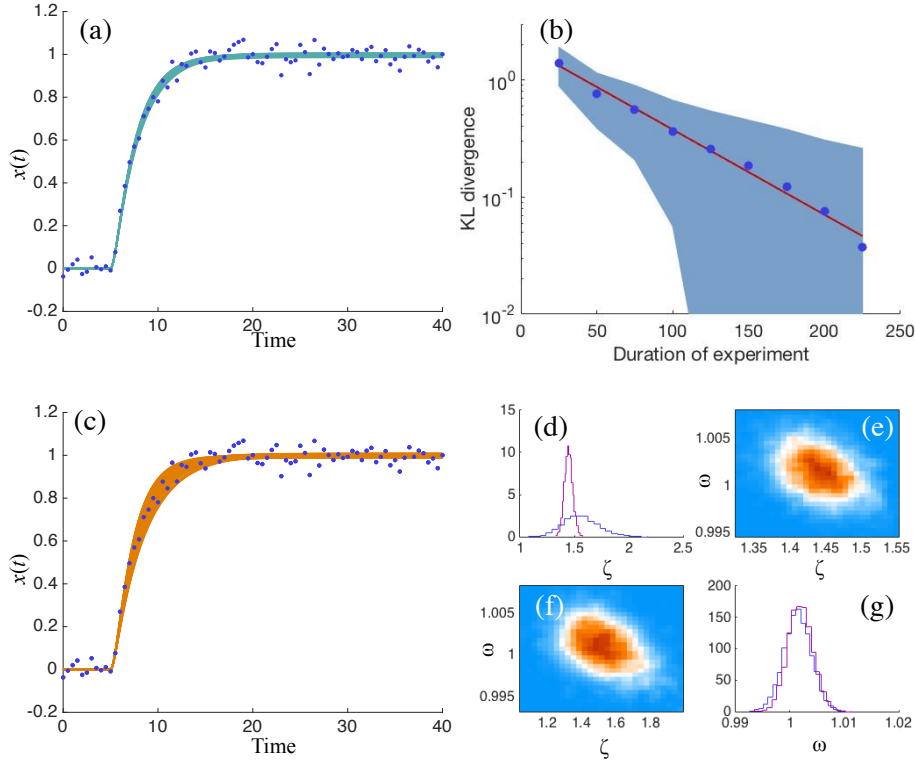 (a)
1.2
1
0.8
0.6
0.4
0.2
0
-0.2
x(t)
0 10 20 30 40
Time
(b)
10^0
10^-1
10^-2
KL divergence
0 50 100 150 200 250
Duration of experiment
(c)
1.2
1
0.8
0.6
0.4
0.2
0
-0.2
x(t)
0 10 20 30 40
Time
(d)
15
10
5
0
1 1.5 2 2.5
ζ
(e)
1.005
1
0.995
ω
1.35 1.4 1.45 1.5 1.55
ζ
(f)
1.005
1
0.995
ω
1.2 1.4 1.6 1.8
ζ
(g)
200
150
100
50
0
0.99 1 1.01 1.02
ω